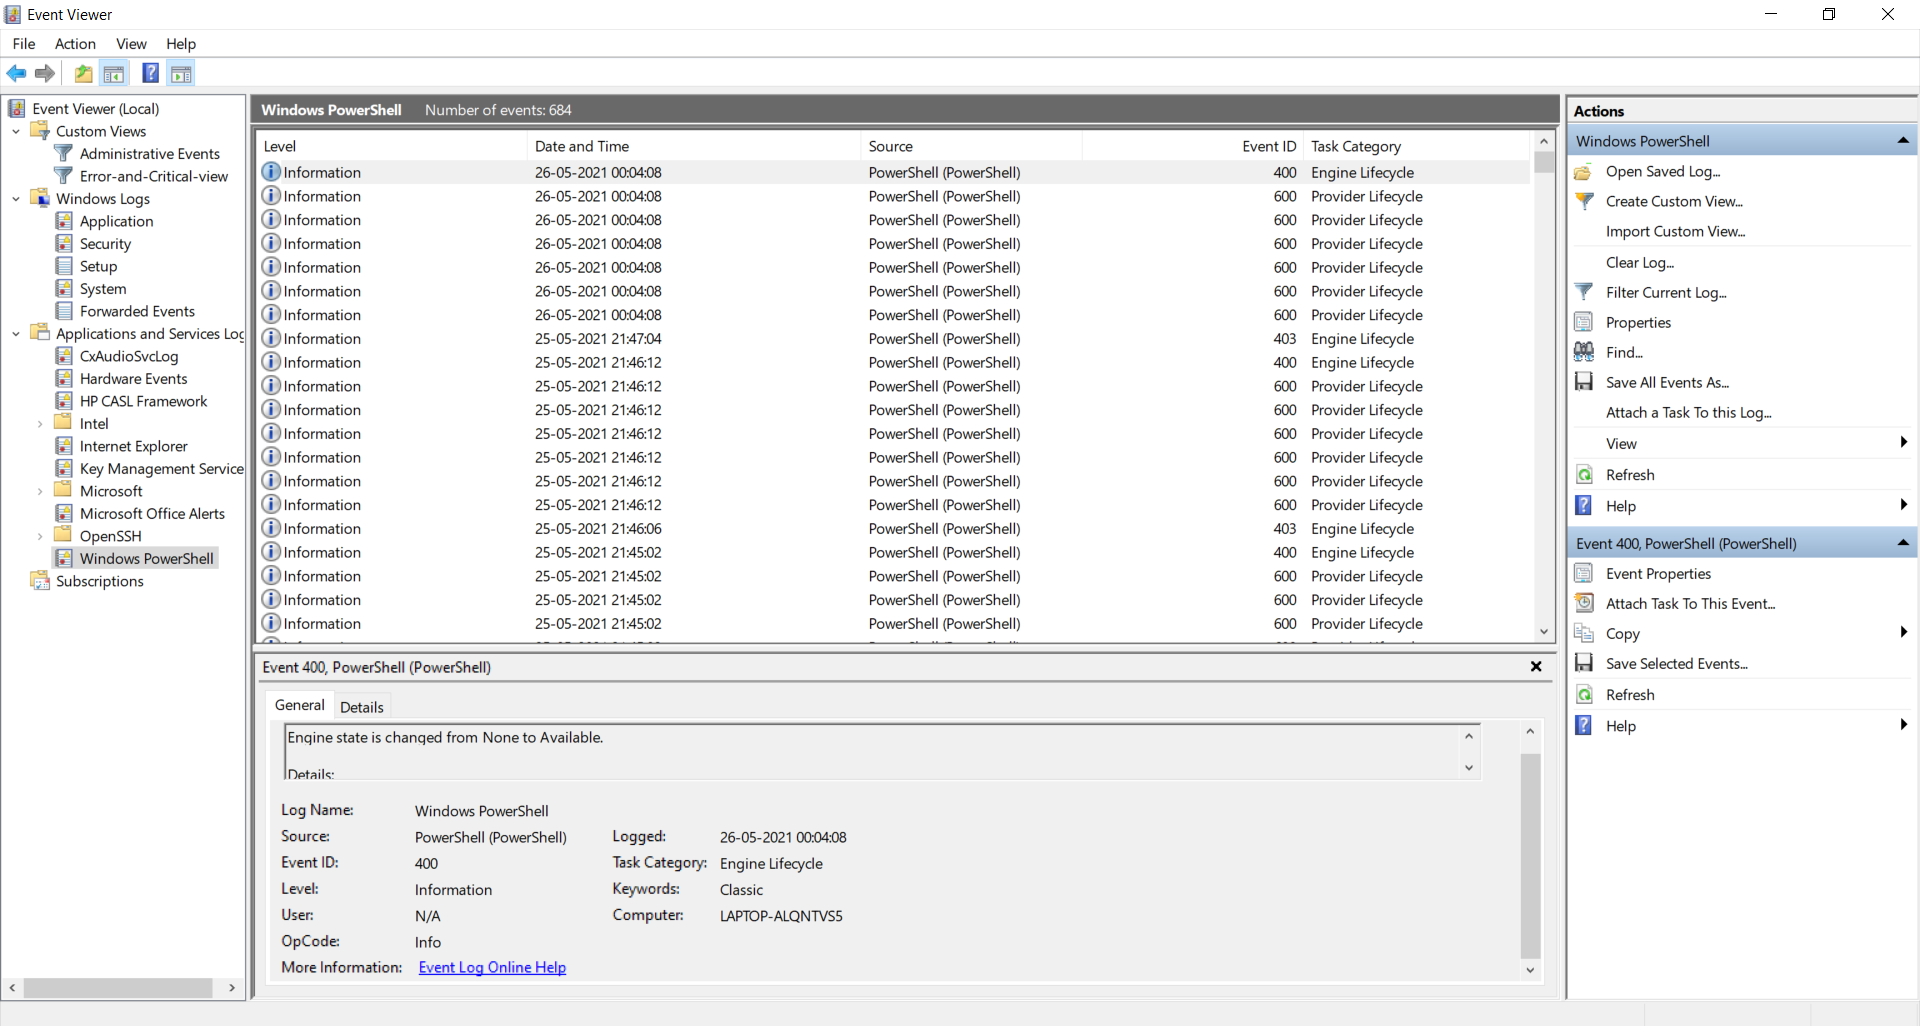 Event Viewer
File Action View Help
Event Viewer (Local)
Custom Views
Administrative Events
Error-and-Critical-view
Windows Logs
Application
Security
Setup
System
Forwarded Events
Applications and Services Log
CxAudioSvcLog
Hardware Events
HP CASL Framework
Intel
Internet Explorer
Key Management Service
Microsoft
Microsoft Office Alerts
OpenSSH
Windows PowerShell
Subscriptions
Windows PowerShell Number of events: 684
Level Date and Time Source Event ID Task Category
Information 26-05-2021 00:04:08 PowerShell (PowerShell) 400 Engine Lifecycle
Information 26-05-2021 00:04:08 PowerShell (PowerShell) 600 Provider Lifecycle
Information 26-05-2021 00:04:08 PowerShell (PowerShell) 600 Provider Lifecycle
Information 26-05-2021 00:04:08 PowerShell (PowerShell) 600 Provider Lifecycle
Information 26-05-2021 00:04:08 PowerShell (PowerShell) 600 Provider Lifecycle
Information 26-05-2021 00:04:08 PowerShell (PowerShell) 600 Provider Lifecycle
Information 26-05-2021 00:04:08 PowerShell (PowerShell) 600 Provider Lifecycle
Information 25-05-2021 21:47:04 PowerShell (PowerShell) 403 Engine Lifecycle
Information 25-05-2021 21:46:12 PowerShell (PowerShell) 400 Engine Lifecycle
Information 25-05-2021 21:46:12 PowerShell (PowerShell) 600 Provider Lifecycle
Information 25-05-2021 21:46:12 PowerShell (PowerShell) 600 Provider Lifecycle
Information 25-05-2021 21:46:12 PowerShell (PowerShell) 600 Provider Lifecycle
Information 25-05-2021 21:46:12 PowerShell (PowerShell) 600 Provider Lifecycle
Information 25-05-2021 21:46:12 PowerShell (PowerShell) 600 Provider Lifecycle
Information 25-05-2021 21:46:12 PowerShell (PowerShell) 600 Provider Lifecycle
Information 25-05-2021 21:46:06 PowerShell (PowerShell) 403 Engine Lifecycle
Information 25-05-2021 21:45:02 PowerShell (PowerShell) 400 Engine Lifecycle
Information 25-05-2021 21:45:02 PowerShell (PowerShell) 600 Provider Lifecycle
Information 25-05-2021 21:45:02 PowerShell (PowerShell) 600 Provider Lifecycle
Information 25-05-2021 21:45:02 PowerShell (PowerShell) 600 Provider Lifecycle
Event 400, PowerShell (PowerShell)
General Details
Engine state is changed from None to Available.
Details:
Log Name: Windows PowerShell
Source: PowerShell (PowerShell) Logged: 26-05-2021 00:04:08
Event ID: 400 Task Category: Engine Lifecycle
Level: Information Keywords: Classic
User: N/A Computer: LAPTOP-ALQNTVS5
OpCode: Info
More Information: Event Log Online Help
Actions
Windows PowerShell
Open Saved Log...
Create Custom View...
Import Custom View...
Clear Log...
Filter Current Log...
Properties
Find...
Save All Events As...
Attach a Task To this Log...
View
Refresh
Help
Event 400, PowerShell (PowerShell)
Event Properties
Attach Task To This Event...
Copy
Save Selected Events...
Refresh
Help